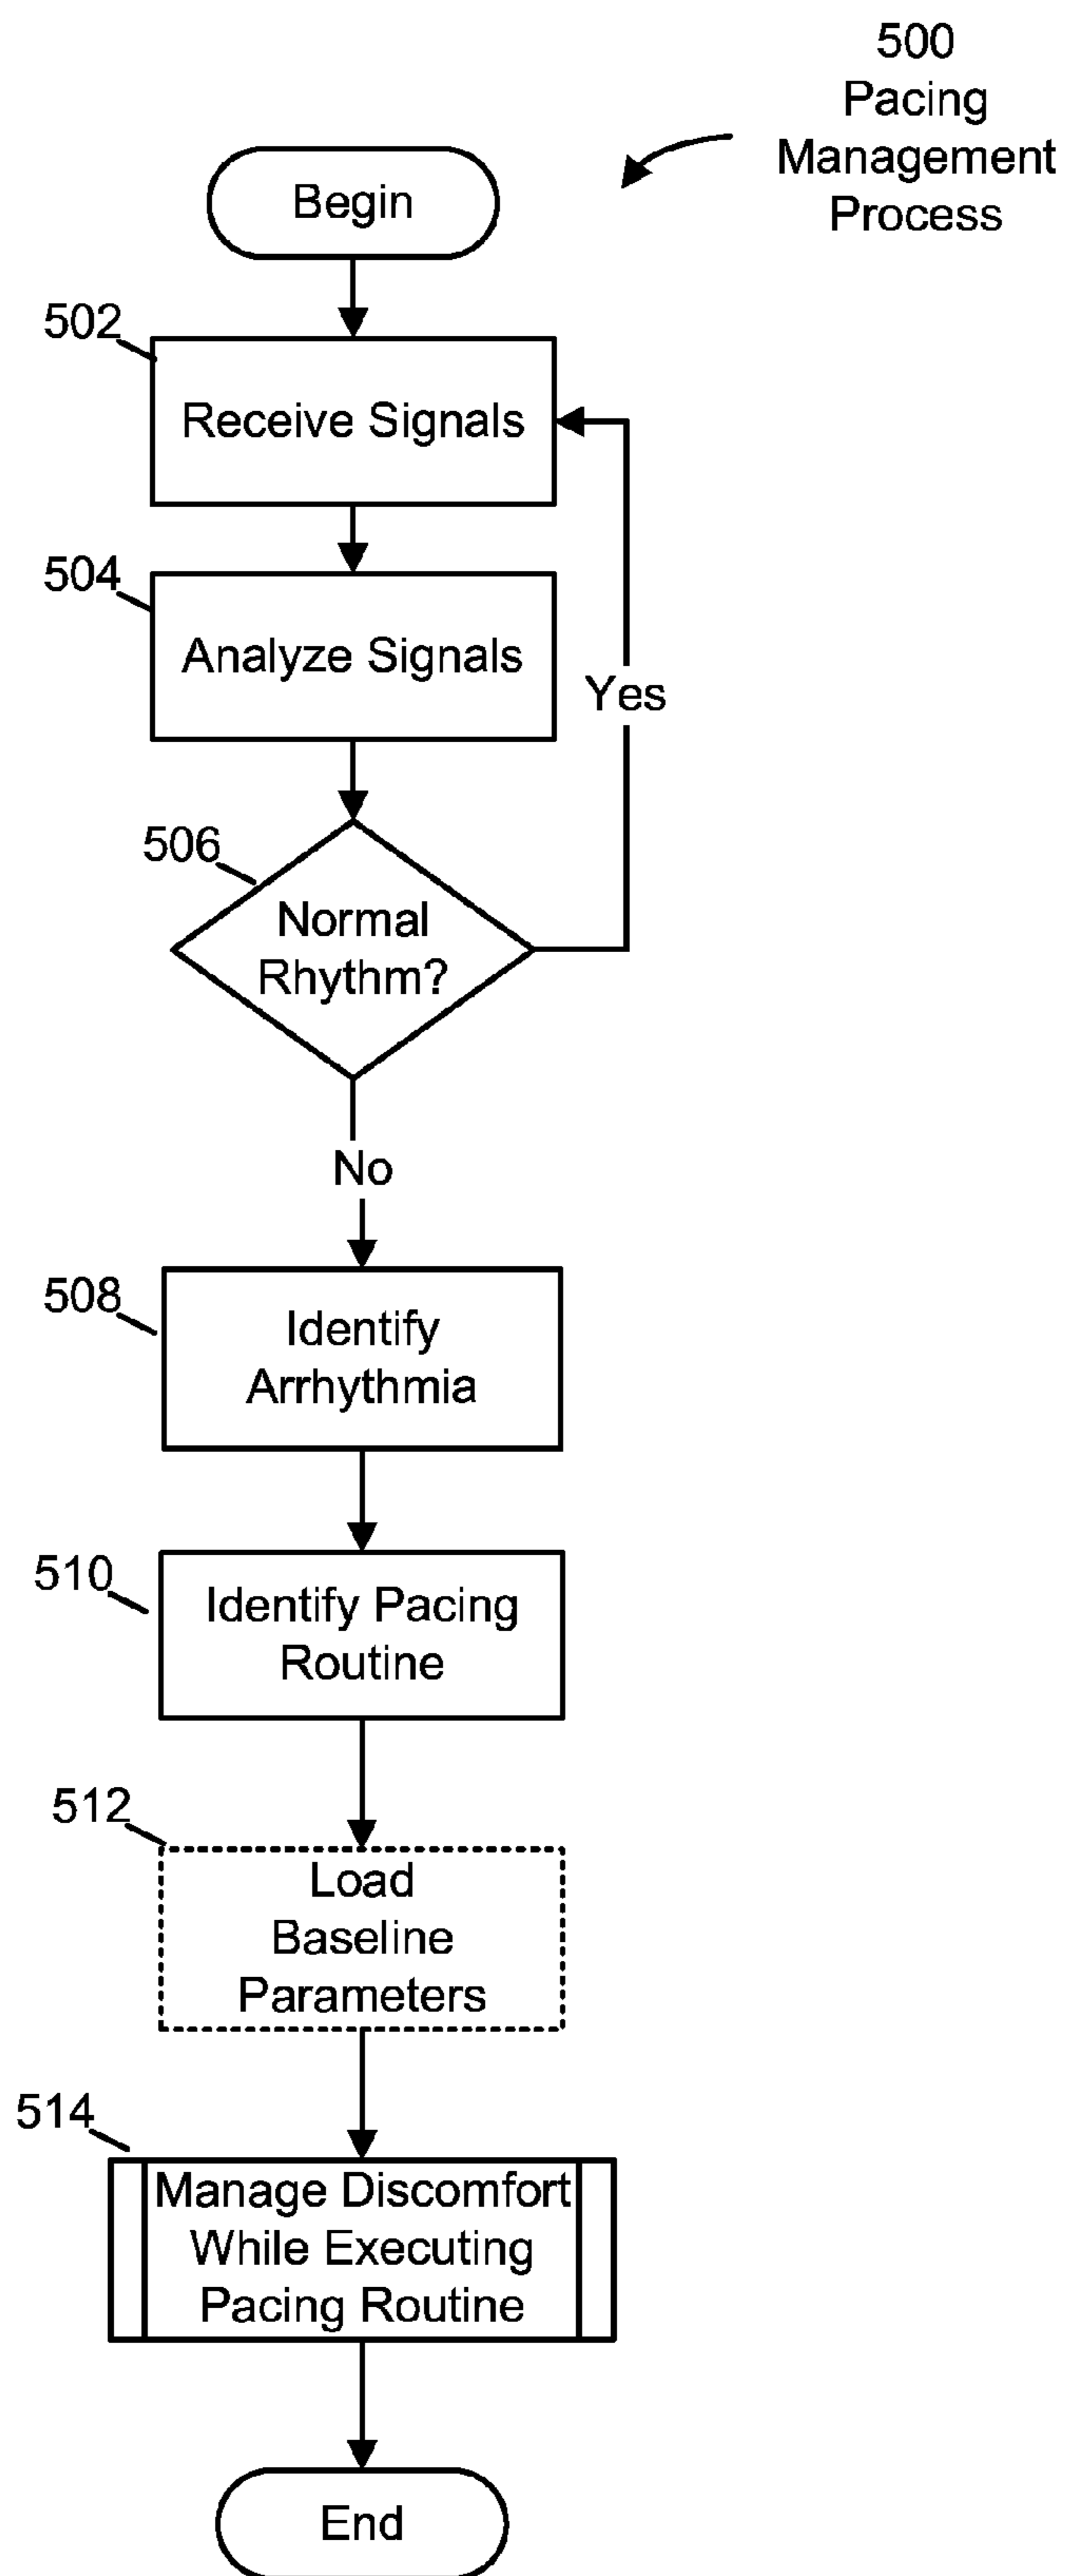 500
Pacing
Management
Process
Begin
502
Receive Signals
504
Analyze Signals
Yes
506
Normal
Rhythm?
No
508
Identify
Arrhythmia
510
Identify Pacing
Routine
512
Load
Baseline
Parameters
514
Manage Discomfort
While Executing
Pacing Routine
End